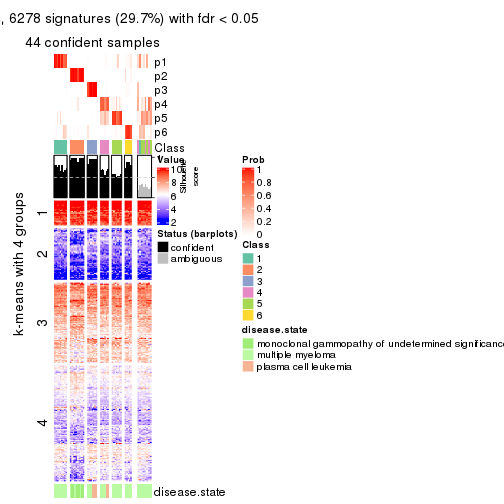 , 6278 signatures (29.7%) with fdr < 0.05
44 confident samples
p1
p2
p3
p4
p5
p6
Class
Value
10
8
6
4
2
Silhouette
score
Status (barplots)
confident
ambiguous
Prob
1
0.8
0.6
0.4
0.2
0
Class
1
2
3
4
5
6
disease.state
monoclonal gammopathy of undetermined significance
multiple myeloma
plasma cell leukemia
k-means with 4 groups
1
2
3
4
disease.state